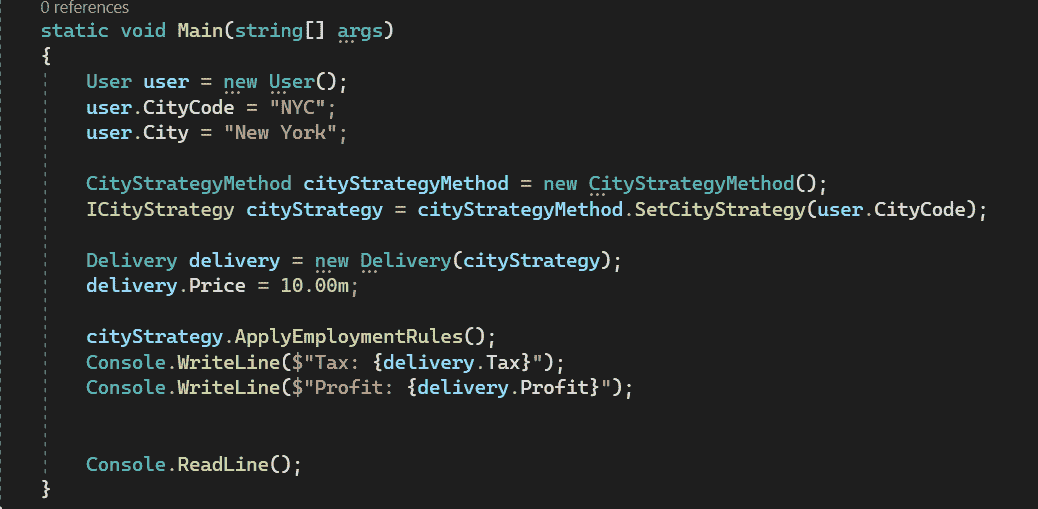 0 references
static void Main(string[] args)
{
User user = new User();
user.CityCode = "NYC";
user.City = "New York";
CityStrategyMethod cityStrategyMethod = new CityStrategyMethod();
ICityStrategy cityStrategy = cityStrategyMethod.SetCityStrategy(user.CityCode);
Delivery delivery = new Delivery(cityStrategy);
delivery.Price = 10.00m;
cityStrategy.ApplyEmploymentRules();
Console.WriteLine($"Tax: {delivery.Tax}");
Console.WriteLine($"Profit: {delivery.Profit}");
Console.ReadLine();
}